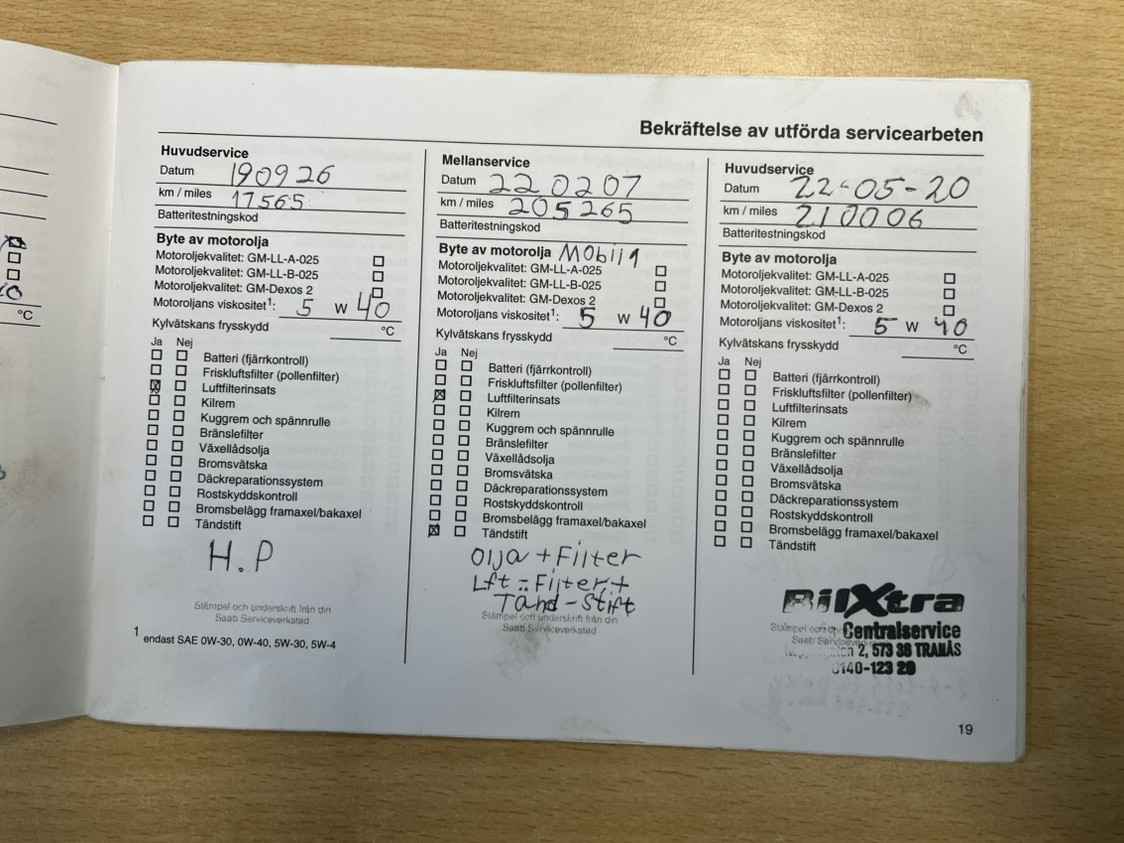 Bekräftelse av utförda servicearbeten
Huvudservice
Datum 190926
km / miles 17565
Batteritestningskod
Byte av motorolja
Motoroljekvalitet: GM-LL-A-025
Motoroljekvalitet: GM-LL-B-025
Motoroljekvalitet: GM-Dexos 2
Motoroljans viskositet1: 5 W 40
Kylvätskans frysskydd °C
Ja Nej
Batteri (fjärrkontroll)
Friskluftsfilter (pollenfilter)
Luftfilterinsats
Kilrem
Kuggrem och spännrulle
Bränslefilter
Växellådsolja
Bromsvätska
Däckreparationssystem
Rostskyddskontroll
Bromsbelägg framaxel/bakaxel
Tändstift
H.P
Stämpel och underskrift från din
Saab Serviceverkstad
1 endast SAE 0W-30, 0W-40, 5W-30, 5W-4
Mellanservice
Datum 220207
km / miles 205265
Batteritestningskod
Byte av motorolja Mobil1
Motoroljekvalitet: GM-LL-A-025
Motoroljekvalitet: GM-LL-B-025
Motoroljekvalitet: GM-Dexos 2
Motoroljans viskositet1: 5 W 40
Kylvätskans frysskydd °C
Ja Nej
Batteri (fjärrkontroll)
Friskluftsfilter (pollenfilter)
Luftfilterinsats
Kilrem
Kuggrem och spännrulle
Bränslefilter
Växellådsolja
Bromsvätska
Däckreparationssystem
Rostskyddskontroll
Bromsbelägg framaxel/bakaxel
Tändstift
Olja + Filter
Lft-Filter +
Tänd-Stift
Stämpel och underskrift från din
Saab Serviceverkstad
Huvudservice
Datum 22-05-20
km / miles 210006
Batteritestningskod
Byte av motorolja
Motoroljekvalitet: GM-LL-A-025
Motoroljekvalitet: GM-LL-B-025
Motoroljekvalitet: GM-Dexos 2
Motoroljans viskositet1: 5 W 40
Kylvätskans frysskydd °C
Ja Nej
Batteri (fjärrkontroll)
Friskluftsfilter (pollenfilter)
Luftfilterinsats
Kilrem
Kuggrem och spännrulle
Bränslefilter
Växellådsolja
Bromsvätska
Däckreparationssystem
Rostskyddskontroll
Bromsbelägg framaxel/bakaxel
Tändstift
BilXtra
Stämpel och Centralservice
Saab 2, 573 36 TRANÅS
0140-123 20
19
°C